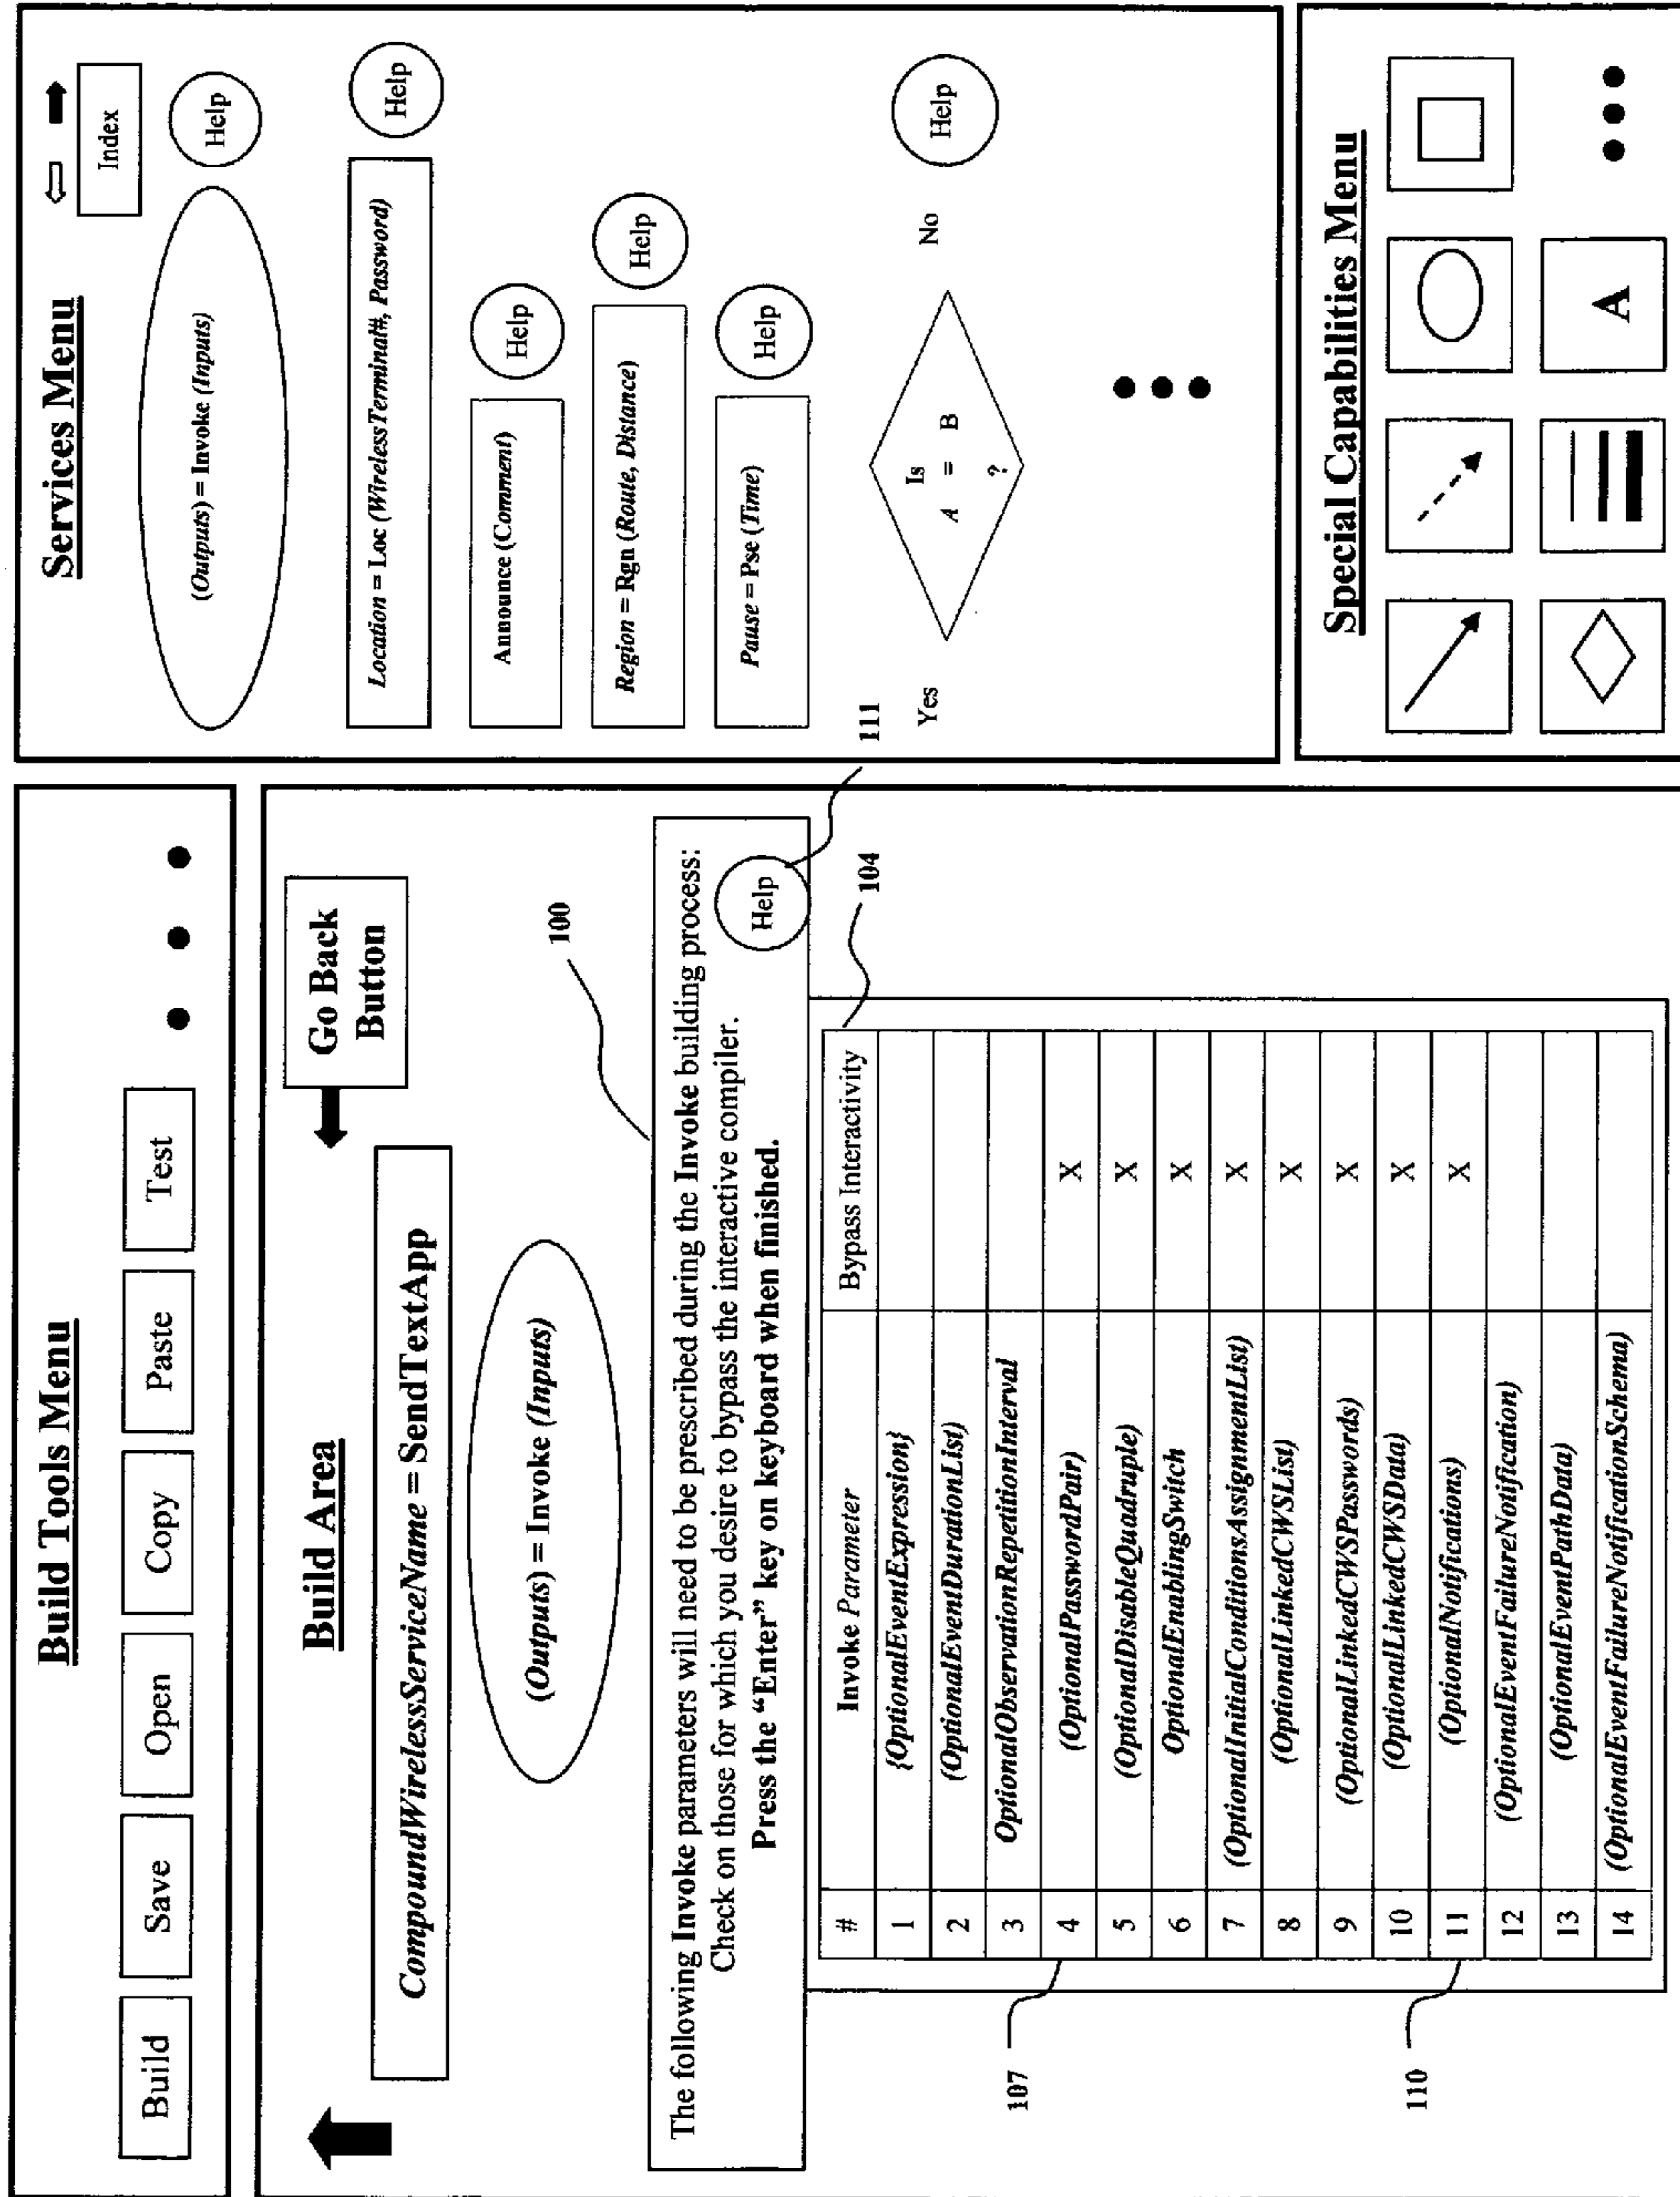 Build Tools Menu
Build
Save
Open
Copy
Paste
Test
Build Area
Go Back
Button
CompoundWirelessServiceName = SendTextApp
(Outputs) = Invoke (Inputs)
100
The following Invoke parameters will need to be prescribed during the Invoke building process:
Check on those for which you desire to bypass the interactive compiler.
Press the “Enter” key on keyboard when finished.
Help
111
104
# Invoke Parameter Bypass Interactivity
1 {OptionalEventExpression}
2 (OptionalEventDurationList)
3 OptionalObservationRepetitionInterval
4 (OptionalPasswordPair) X
5 (OptionalDisableQuadruple) X
6 OptionalEnablingSwitch X
7 (OptionalInitialConditionsAssignmentList) X
8 (OptionalLinkedCWSList) X
9 (OptionalLinkedCWSPasswords) X
10 (OptionalLinkedCWSData) X
11 (OptionalNotifications) X
12 (OptionalEventFailureNotification)
13 (OptionalEventPathData)
14 (OptionalEventFailureNotificationSchema)
107
110
Services Menu
Index
(Outputs) = Invoke (Inputs)
Help
Location = Loc (WirelessTerminal#, Password)
Help
Announce (Comment)
Help
Region = Rgn (Route, Distance)
Help
Pause = Pse (Time)
Help
Is
Yes A = B No
?
Help
Special Capabilities Menu
A